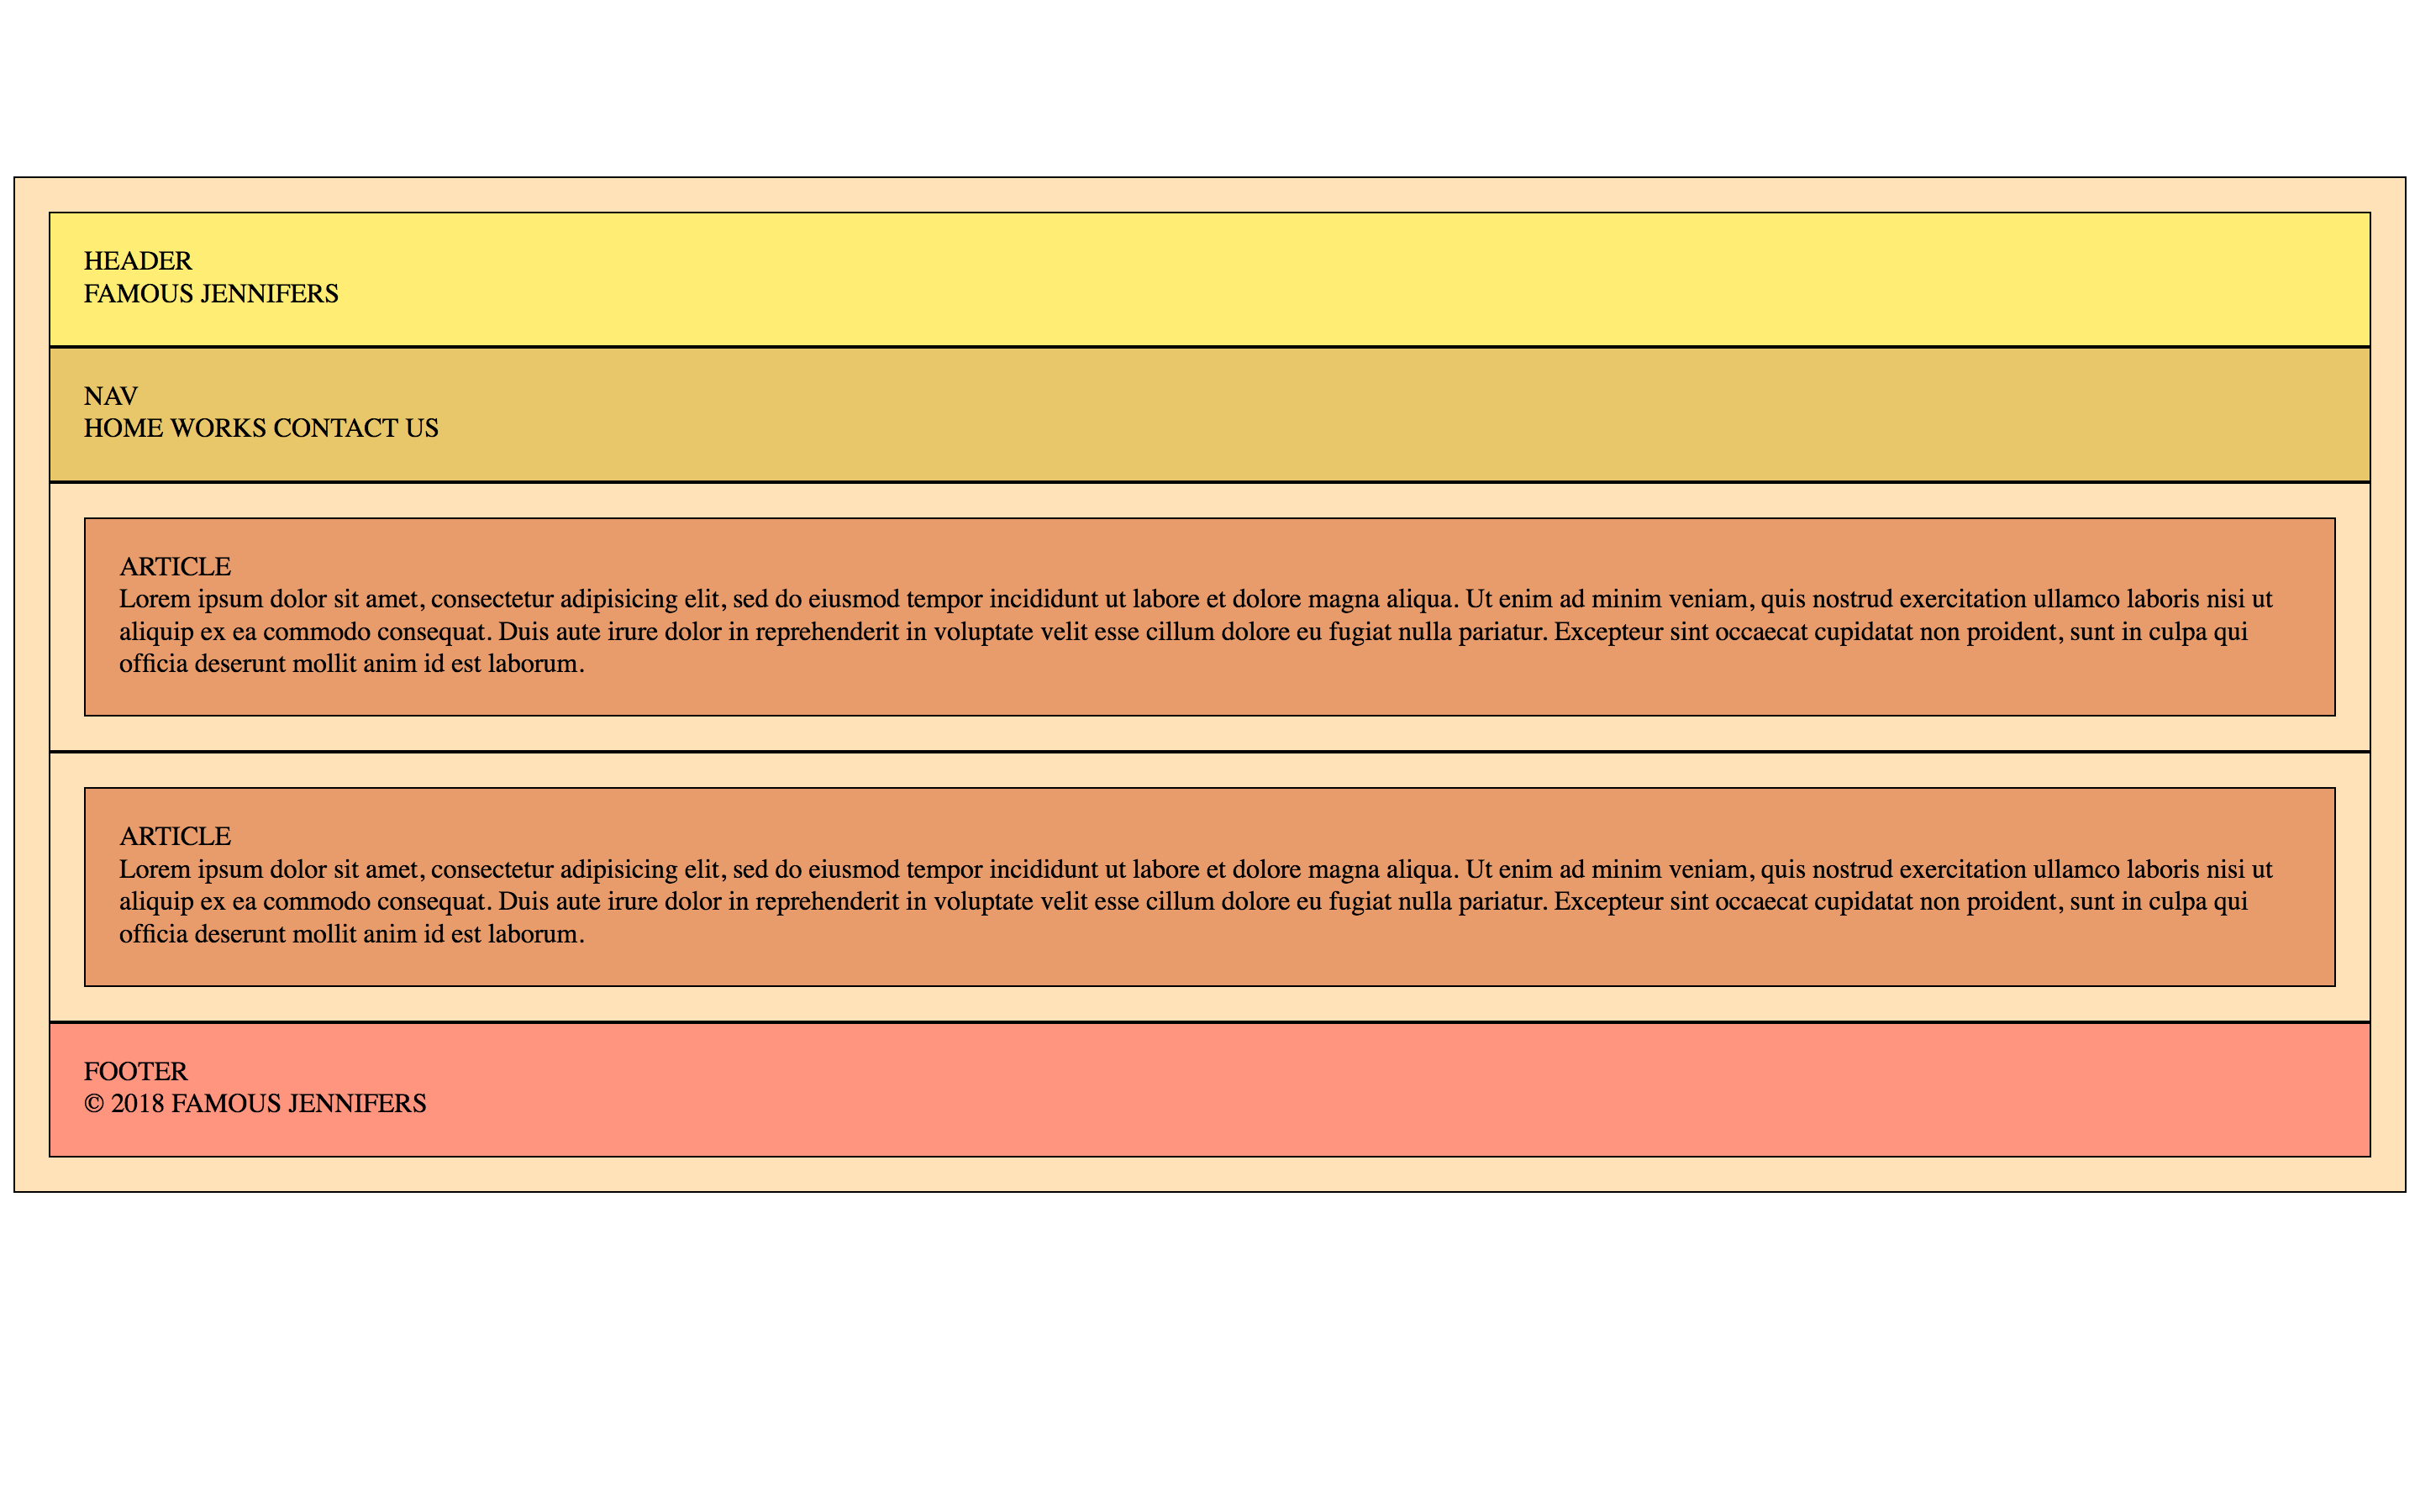 HEADER
FAMOUS JENNIFERS
NAV
HOME WORKS CONTACT US
ARTICLE
Lorem ipsum dolor sit amet, consectetur adipisicing elit, sed do eiusmod tempor incididunt ut labore et dolore magna aliqua. Ut enim ad minim veniam, quis nostrud exercitation ullamco laboris nisi ut
aliquip ex ea commodo consequat. Duis aute irure dolor in reprehenderit in voluptate velit esse cillum dolore eu fugiat nulla pariatur. Excepteur sint occaecat cupidatat non proident, sunt in culpa qui
officia deserunt mollit anim id est laborum.
ARTICLE
Lorem ipsum dolor sit amet, consectetur adipisicing elit, sed do eiusmod tempor incididunt ut labore et dolore magna aliqua. Ut enim ad minim veniam, quis nostrud exercitation ullamco laboris nisi ut
aliquip ex ea commodo consequat. Duis aute irure dolor in reprehenderit in voluptate velit esse cillum dolore eu fugiat nulla pariatur. Excepteur sint occaecat cupidatat non proident, sunt in culpa qui
officia deserunt mollit anim id est laborum.
FOOTER
© 2018 FAMOUS JENNIFERS